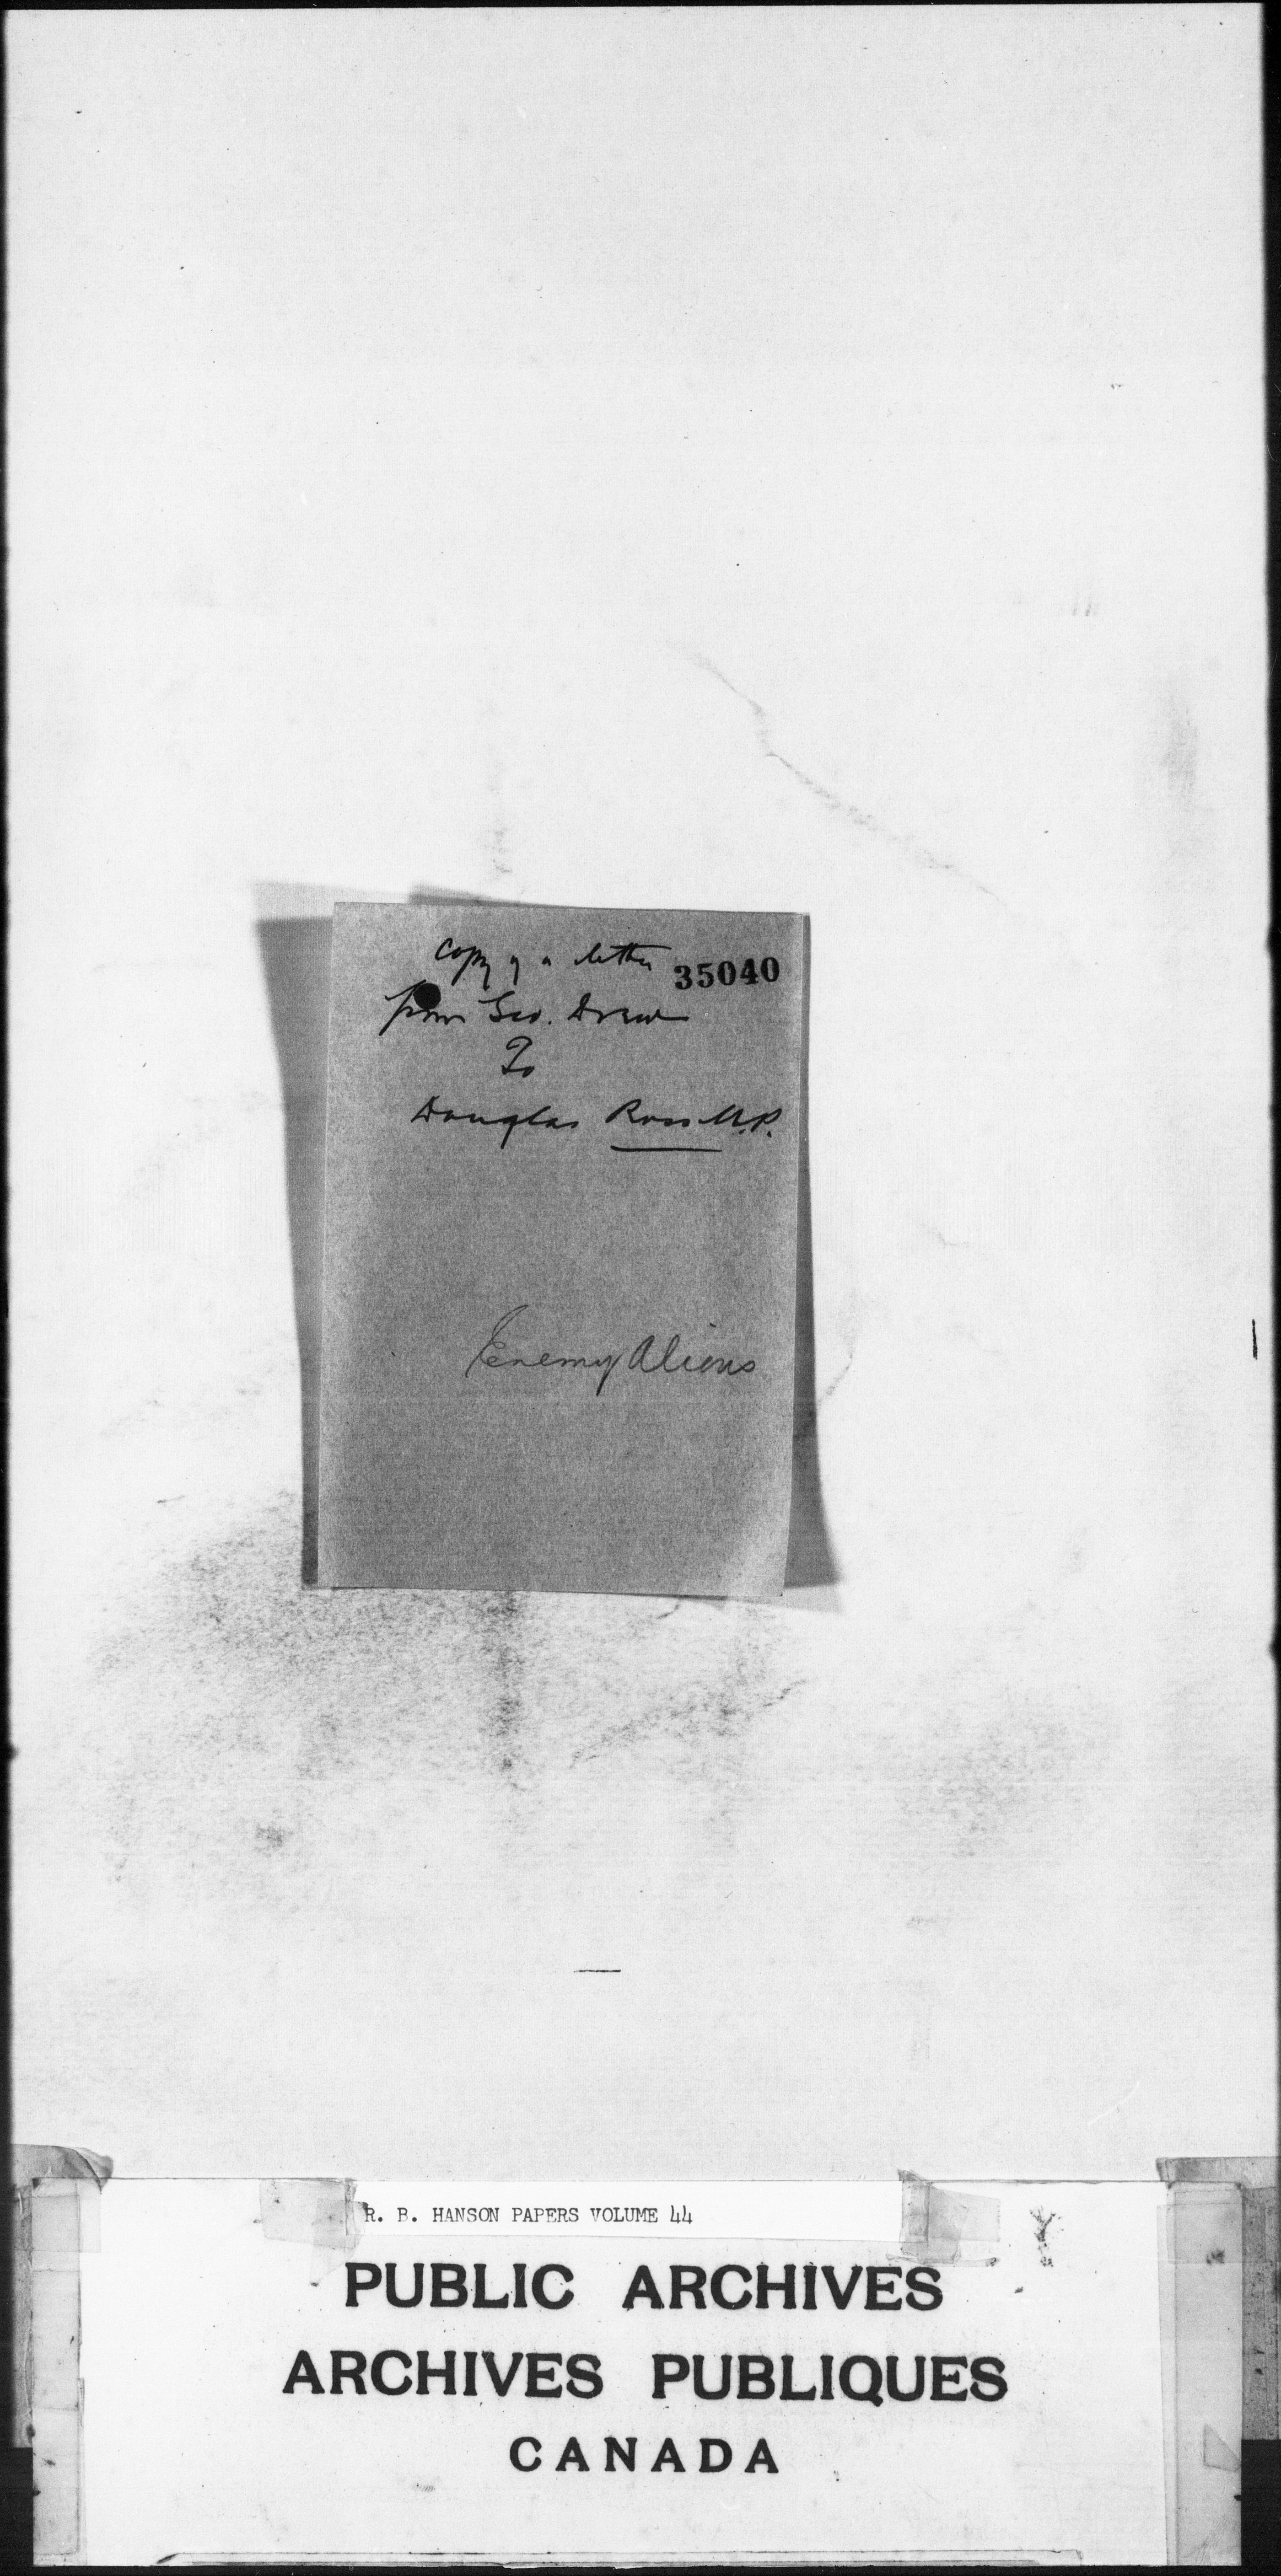 Copy of a letter 35040
from Geo. Drew
To
Douglas Ross M.P.
Enemy Aliens
R. B. HANSON PAPERS VOLUME 44
PUBLIC ARCHIVES
ARCHIVES PUBLIQUES
CANADA